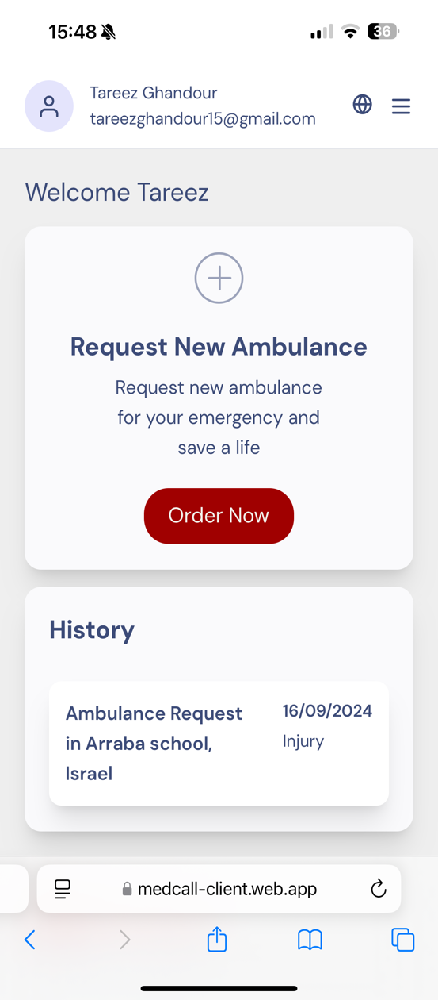 15:48
36
Tareez Ghandour
tareezghandour15@gmail.com
Welcome Tareez
Request New Ambulance
Request new ambulance
for your emergency and
save a life
Order Now
History
Ambulance Request
in Arraba school,
Israel
16/09/2024
Injury
medcall-client.web.app